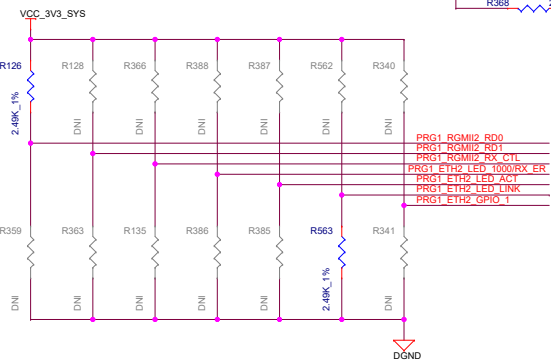 R368
VCC_3V3_SYS
R126
R128
R366
R388
R387
R562
R340
2.49K_1%
DNI
DNI
DNI
DNI
DNI
DNI
PRG1_RGMII2_RD0
PRG1_RGMII2_RD1
PRG1_RGMII2_RX_CTL
PRG1_ETH2_LED_1000/RX_ER
PRG1_ETH2_LED_ACT
PRG1_ETH2_LED_LINK
PRG1_ETH2_GPIO_1
R359
R363
R135
R386
R385
R563
R341
DNI
DNI
DNI
DNI
DNI
2.49K_1%
DNI
DGND